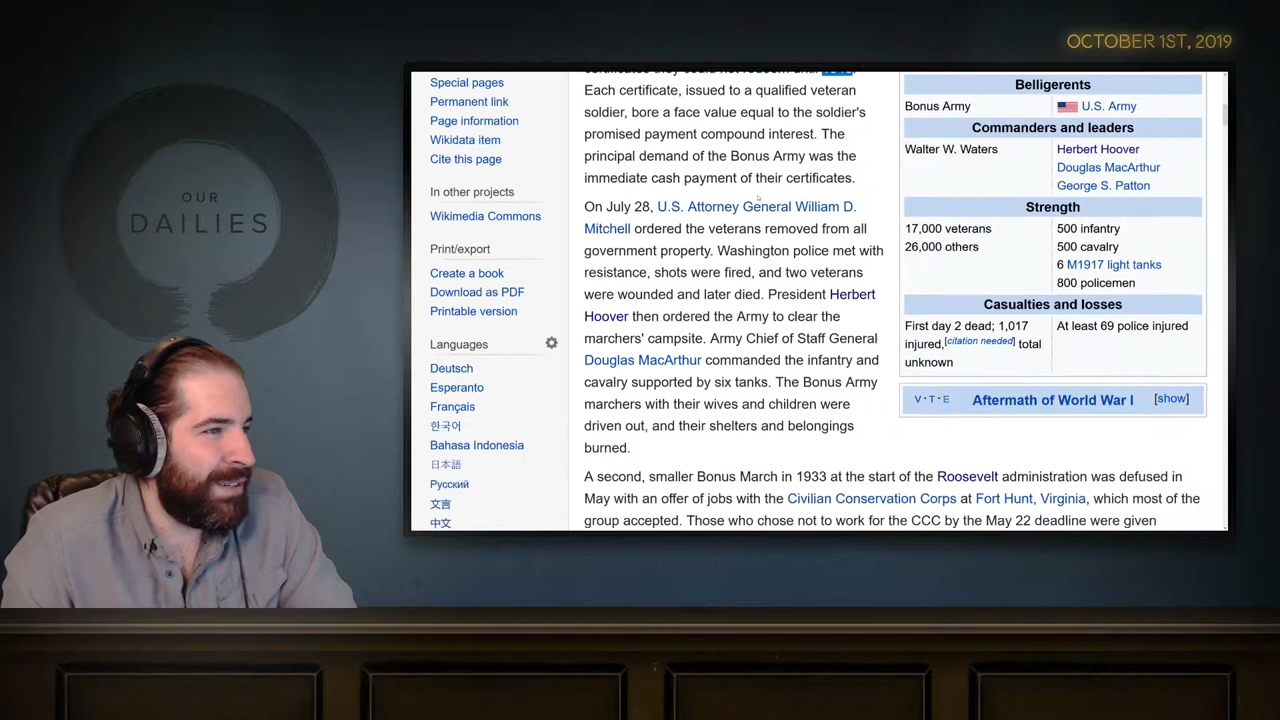 OCTOBER 1ST, 2019
OUR
DAILIES
Special pages
Permanent link
Page information
Wikidata item
Cite this page
In other projects
Wikimedia Commons
Print/export
Create a book
Download as PDF
Printable version
Languages
Deutsch
Esperanto
Français
한국어
Bahasa Indonesia
日本語
Русский
文言
中文
certificates they could not redeem until
Each certificate, issued to a qualified veteran
soldier, bore a face value equal to the soldier's
promised payment compound interest. The
principal demand of the Bonus Army was the
immediate cash payment of their certificates.
On July 28, U.S. Attorney General William D.
Mitchell ordered the veterans removed from all
government property. Washington police met with
resistance, shots were fired, and two veterans
were wounded and later died. President Herbert
Hoover then ordered the Army to clear the
marchers' campsite. Army Chief of Staff General
Douglas MacArthur commanded the infantry and
cavalry supported by six tanks. The Bonus Army
marchers with their wives and children were
driven out, and their shelters and belongings
burned.
A second, smaller Bonus March in 1933 at the start of the Roosevelt administration was defused in
May with an offer of jobs with the Civilian Conservation Corps at Fort Hunt, Virginia, which most of the
group accepted. Those who chose not to work for the CCC by the May 22 deadline were given
Belligerents
Bonus Army U.S. Army
Commanders and leaders
Walter W. Waters Herbert Hoover
Douglas MacArthur
George S. Patton
Strength
17,000 veterans 500 infantry
26,000 others 500 cavalry
6 M1917 light tanks
800 policemen
Casualties and losses
First day 2 dead; 1,017 At least 69 police injured
injured,[citation needed] total
unknown
V·T·E Aftermath of World War I [show]